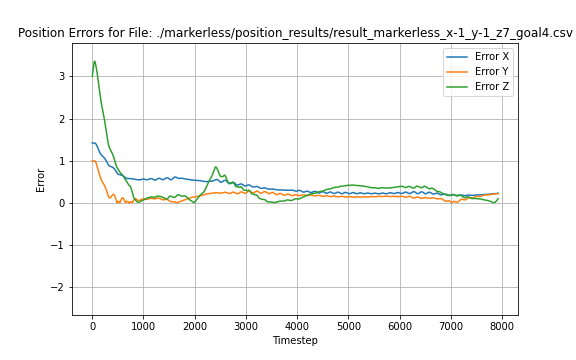 Position Errors for File: ./markerless/position_results/result_markerless_x-1_y-1_z7_goal4.csv
Error X
Error Y
Error Z
3
2
1
0
−1
−2
Error
0 1000 2000 3000 4000 5000 6000 7000 8000
Timestep